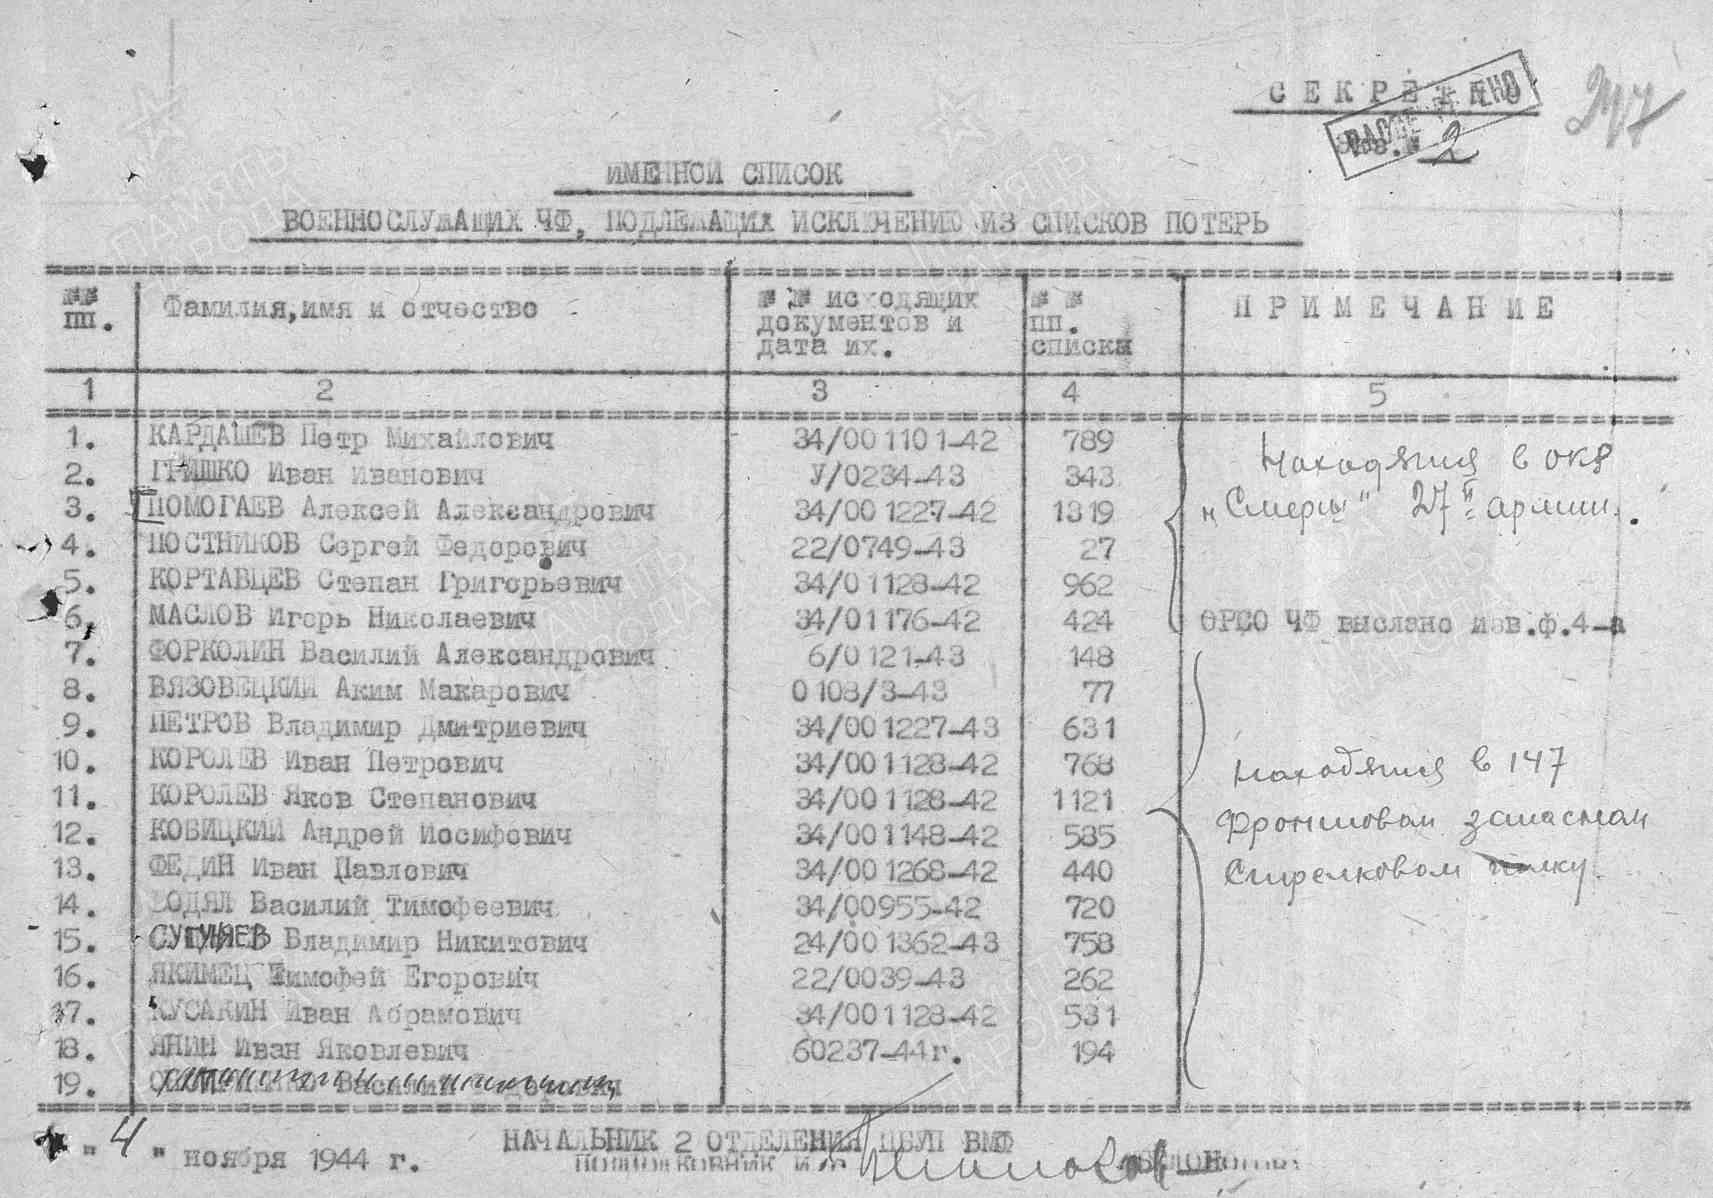 СЕКРЕТНО
РАССЕКРЕЧЕНО
Экз. № 2
247
ИМЕННОЙ СПИСОК
ВОЕННОСЛУЖАЩИХ ЧФ, ПОДЛЕЖАЩИХ ИСКЛЮЧЕНИЮ ИЗ СПИСКОВ ПОТЕРЬ
№№ пп. Фамилия,имя и отчество № № исходящих документов и дата их. № № пп. списка ПРИМЕЧАНИЕ
1 2 3 4 5
1. КАРДАШЕВ Петр Михайлович 34/001101-42 789
2. ГРИШКО Иван Иванович У/0234-43 343
Находятся в окр
3. ПОМОГАЕВ Алексей Александрович 34/001227-42 1319
"Смерш" 27й армии.
4. ПОСТНИКОВ Сергей Федорович 22/0749-43 27
5. КОРТАВЦЕВ Степан Григорьевич 34/01128-42 962
6. МАСЛОВ Игорь Николаевич 34/01176-42 424 ОРСО ЧФ выслано изв.ф.4-а
7. ФОРКОЛИН Василий Александрович 6/0121-43 148
8. ВЯЗОВЕЦКИЙ Аким Макарович 0108/3-43 77
9. ПЕТРОВ Владимир Дмитриевич 34/001227-43 631
10. КОРОЛЕВ Иван Петрович 34/001128-42 768 Находятся в 147
11. КОРОЛЕВ Яков Степанович 34/001128-42 1121 Фронтовом запасном
12. КОБИЦКИЙ Андрей Иосифович 34/001148-42 585
13. ФЕДИН Иван Павлович 34/001268-42 440 Стрелковом полку.
14. ВОДЯЛ Василий Тимофеевич 34/00955-42 720
15. СУГУНЯЕВ Владимир Никитович 24/001362-43 758
16. ЯКИМЕЦ Тимофей Егорович 22/0039-43 262
17. КУСАКИН Иван Абрамович 34/001128-42 531
18. ЯНИН Иван Яковлевич 60237-44г. 194
19. Василий
"4" ноября 1944 г. НАЧАЛЬНИК 2 ОТДЕЛЕНИЯ ЦБУП ВМФ
ПОДПОЛКОВНИК И/С